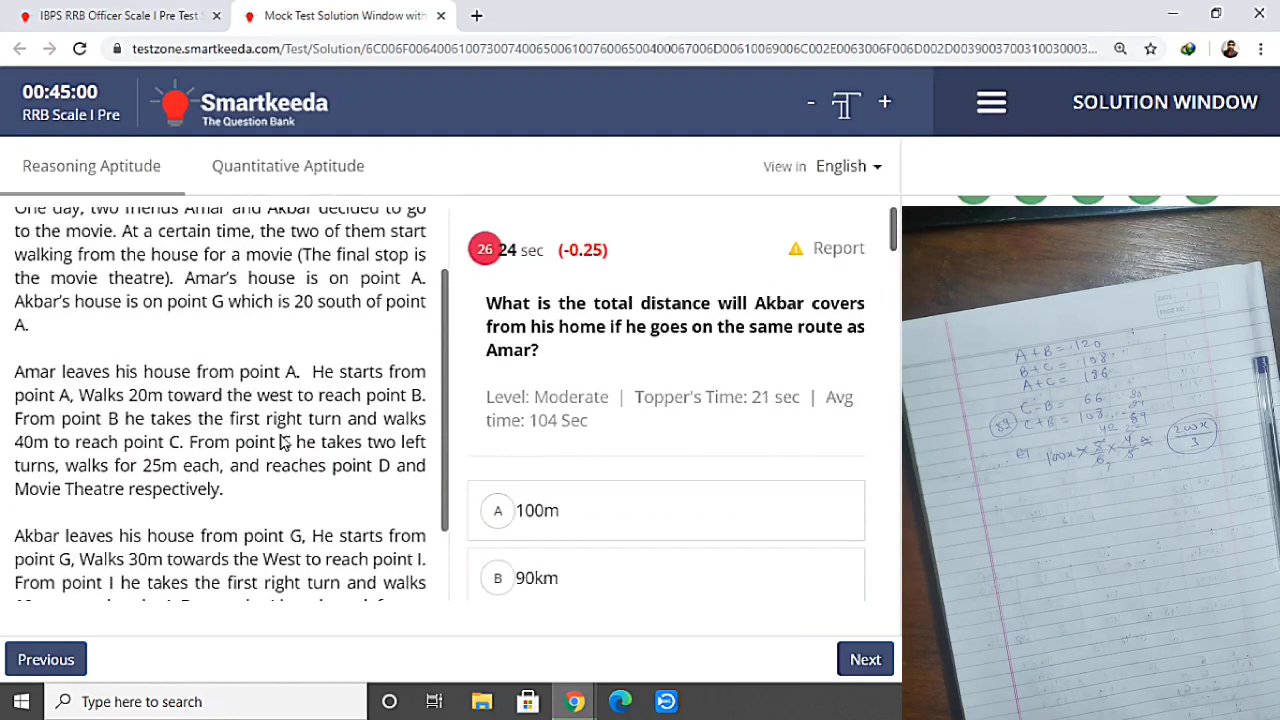 IBPS RRB Officer Scale I Pre Test
Mock Test Solution Window with
testzone.smartkeeda.com/Test/Solution/6C006F0064006100730074006500610076006500400067006D00610069006C002E0063006F006D002D003900370031003000 3...
00:45:00
RRB Scale I Pre
Smartkeeda
The Question Bank
- T +
SOLUTION WINDOW
Reasoning Aptitude
Quantitative Aptitude
View in English
One day, two friends Amar and Akbar decided to go
to the movie. At a certain time, the two of them start
walking from the house for a movie (The final stop is
the movie theatre). Amar's house is on point A.
Akbar's house is on point G which is 20 south of point
A.
Amar leaves his house from point A. He starts from
point A, Walks 20m toward the west to reach point B.
From point B he takes the first right turn and walks
40m to reach point C. From point C he takes two left
turns, walks for 25m each, and reaches point D and
Movie Theatre respectively.
Akbar leaves his house from point G, He starts from
point G, Walks 30m towards the West to reach point I.
From point I he takes the first right turn and walks
26 24 sec (-0.25)
Report
What is the total distance will Akbar covers
from his home if he goes on the same route as
Amar?
Level: Moderate | Topper's Time: 21 sec | Avg
time: 104 Sec
A 100m
B 90km
Previous
Next
Type here to search
A + B = 120
B + C = 108
A + C = 186
C - B = 66
89 C + B = 108
200x
3